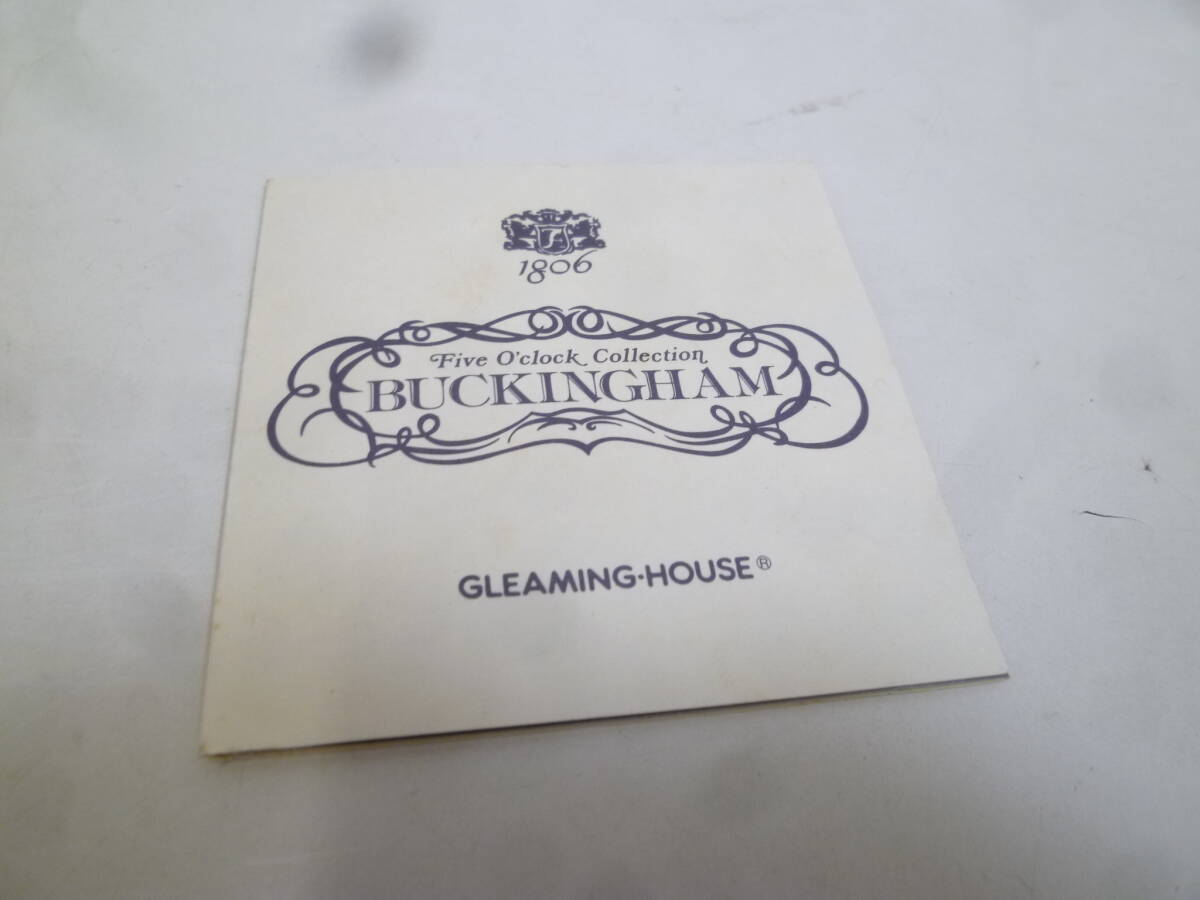 1806
Five O'clock Collection
BUCKINGHAM
GLEAMING·HOUSE®